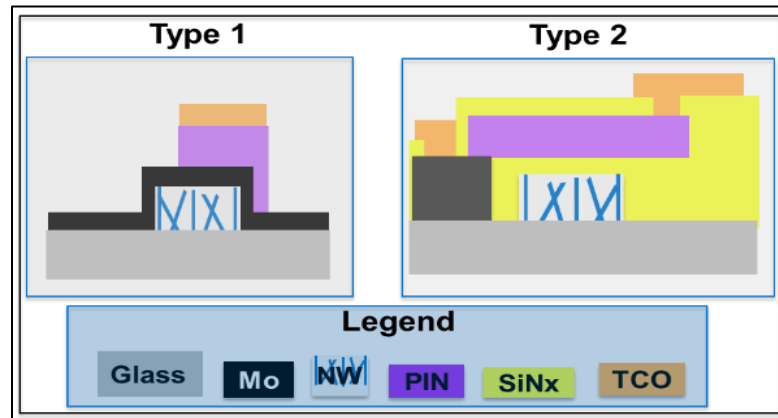 Type 1
Type 2
Legend
Glass
Mo
NW
PIN
SiNx
TCO